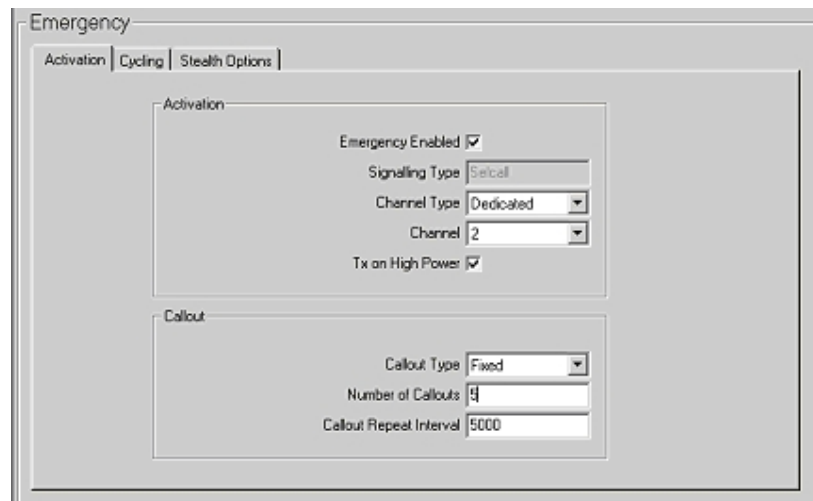 Emergency
Activation Cycling Stealth Options
Activation
Emergency Enabled
Signalling Type Selcall
Channel Type Dedicated
Channel 2
Tx on High Power
Callout
Callout Type Fixed
Number of Callouts 5
Callout Repeat Interval 5000